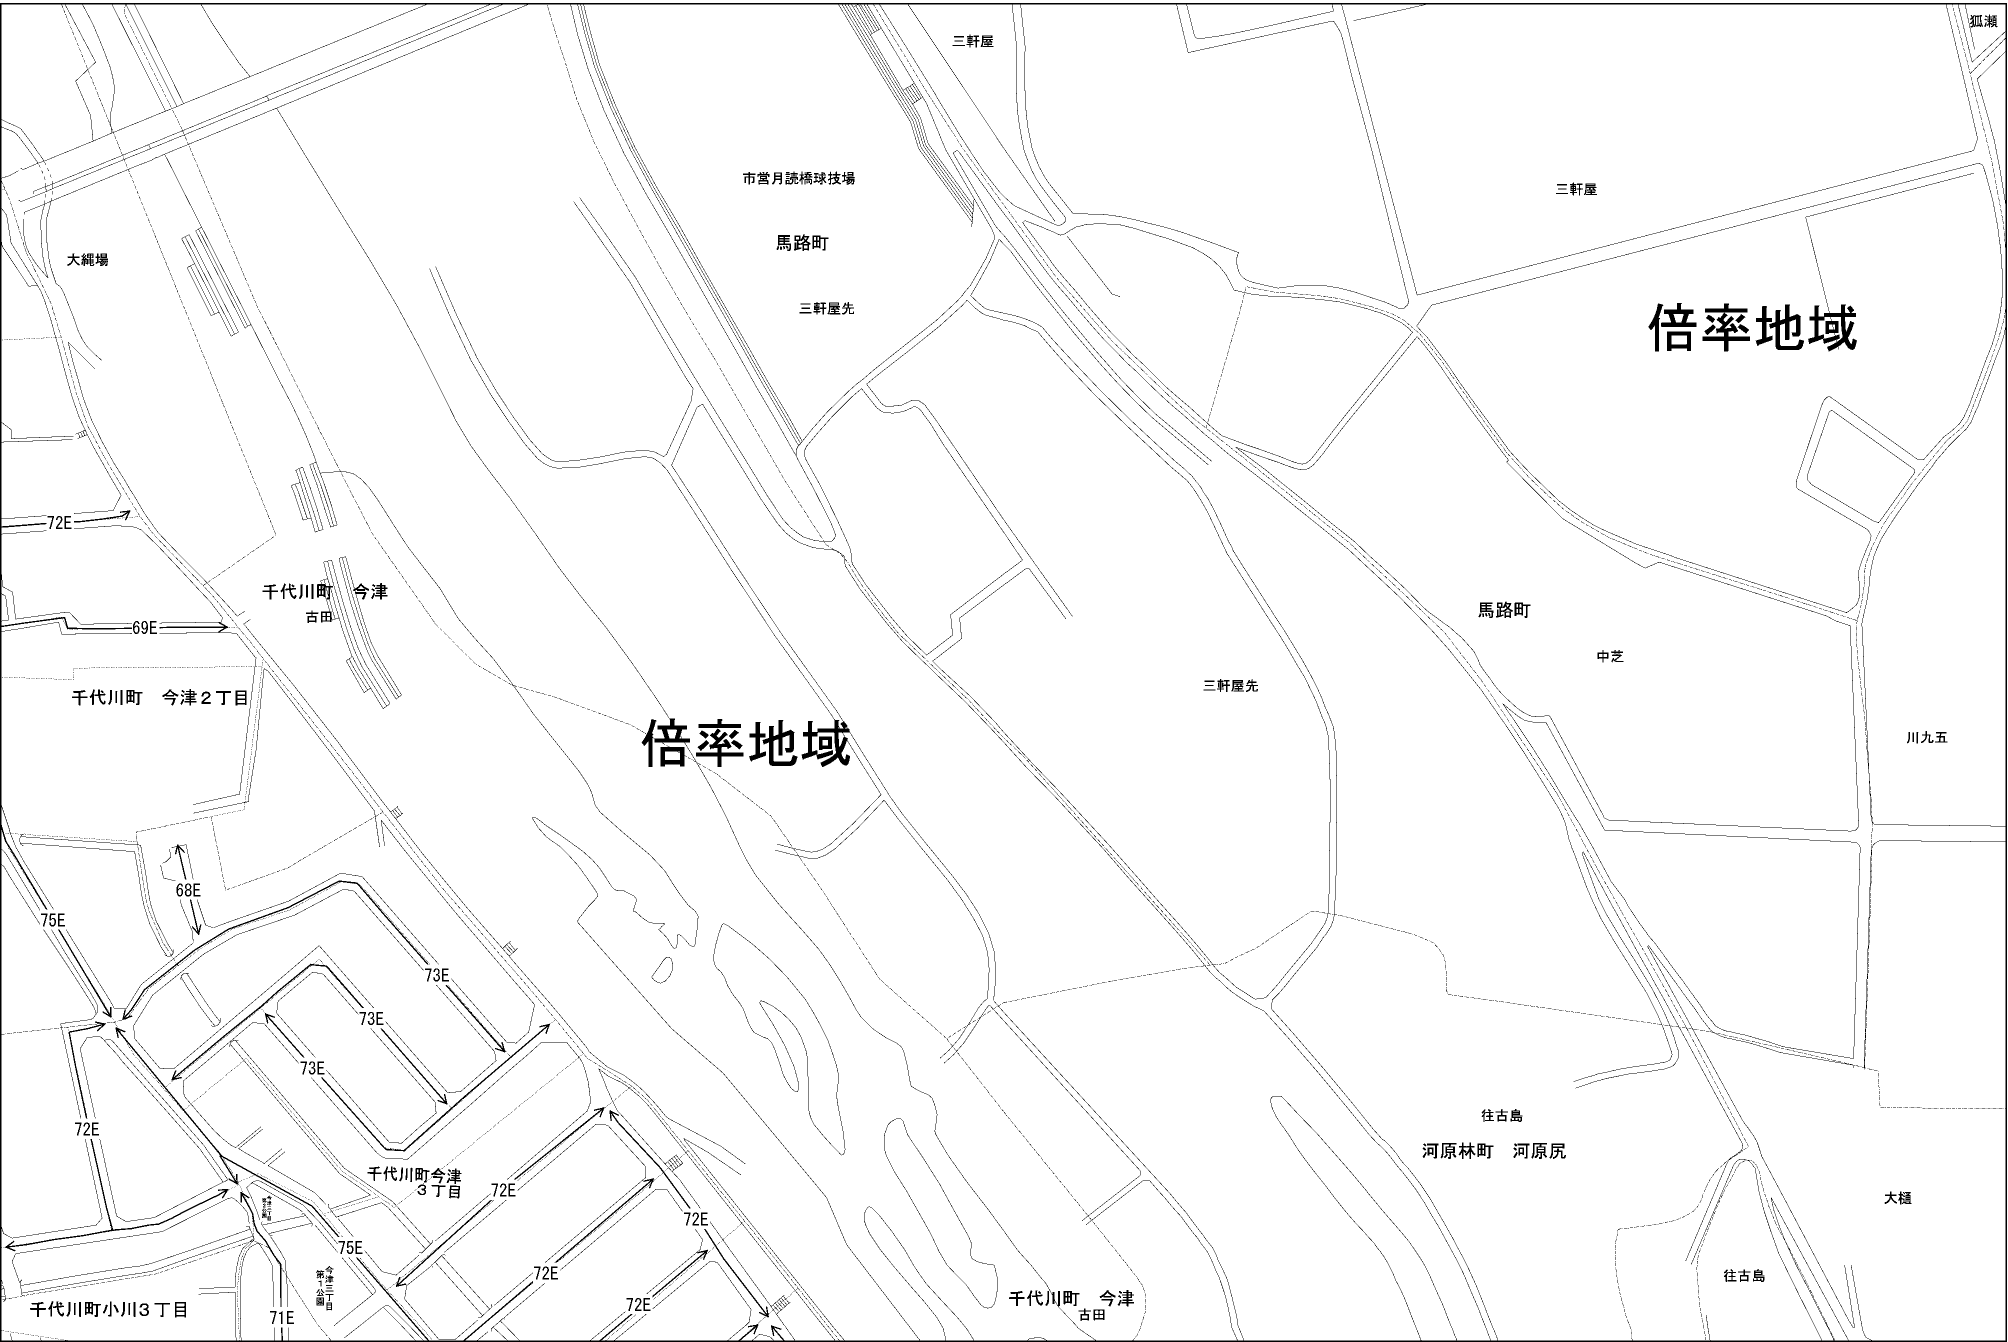 狐瀬
三軒屋
市営月読橋球技場
三軒屋
馬路町
大縄場
三軒屋先
倍率地域
72E
千代川町　今津
古田
馬路町
69E
中芝
三軒屋先
千代川町　今津２丁目
倍率地域
川九五
68E
75E
73E
73E
73E
72E
往古島
河原林町　河原尻
千代川町今津
３丁目
72E
大樋
72E
75E
72E
今津三丁目
第１公園
往古島
千代川町　今津
古田
72E
千代川町小川３丁目
71E